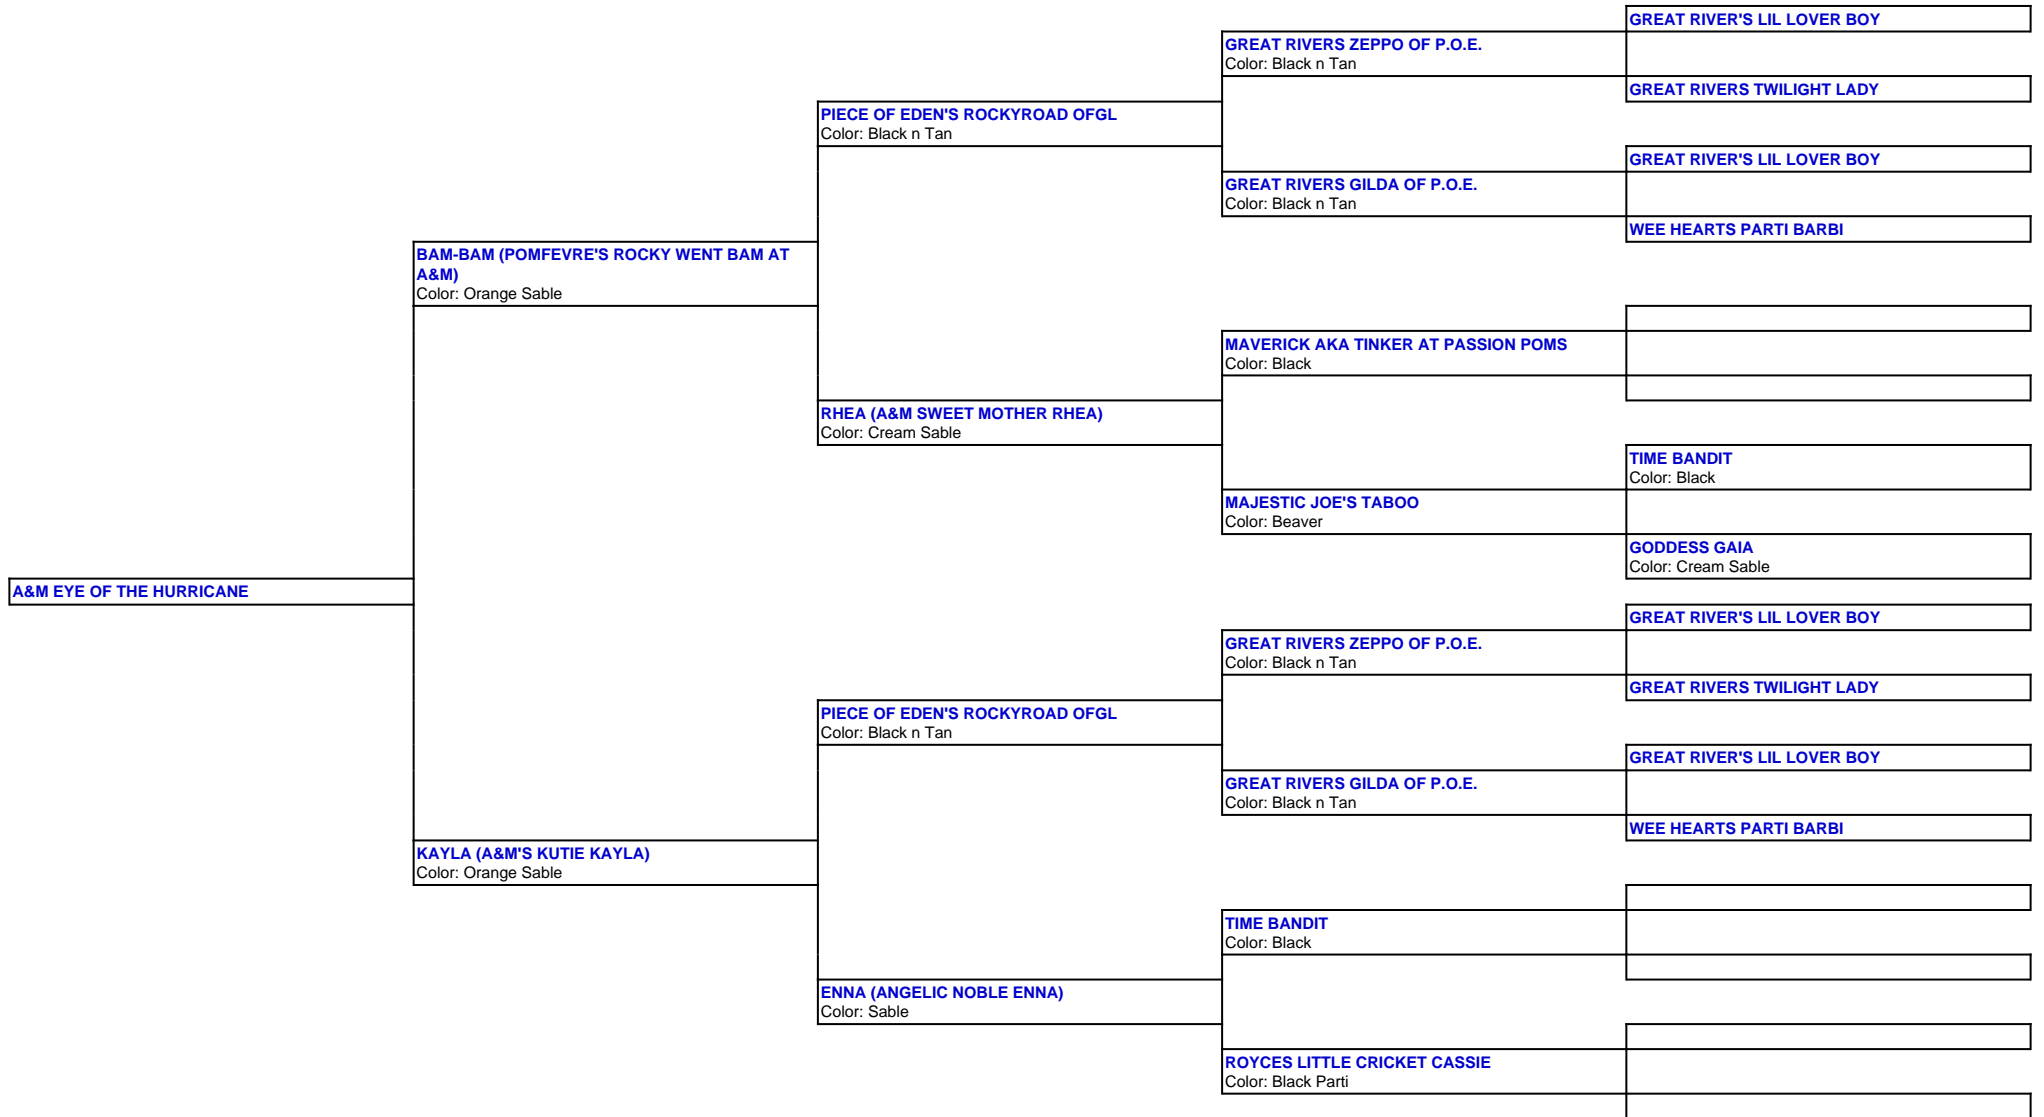 GREAT RIVER'S LIL LOVER BOY
GREAT RIVERS ZEPPO OF P.O.E.
Color: Black n Tan
GREAT RIVERS TWILIGHT LADY
PIECE OF EDEN'S ROCKYROAD OFGL
Color: Black n Tan
GREAT RIVER'S LIL LOVER BOY
GREAT RIVERS GILDA OF P.O.E.
Color: Black n Tan
WEE HEARTS PARTI BARBI
BAM-BAM (POMFEVRE'S ROCKY WENT BAM AT
A&M)
Color: Orange Sable
MAVERICK AKA TINKER AT PASSION POMS
Color: Black
RHEA (A&M SWEET MOTHER RHEA)
Color: Cream Sable
TIME BANDIT
Color: Black
MAJESTIC JOE'S TABOO
Color: Beaver
GODDESS GAIA
Color: Cream Sable
A&M EYE OF THE HURRICANE
GREAT RIVER'S LIL LOVER BOY
GREAT RIVERS ZEPPO OF P.O.E.
Color: Black n Tan
GREAT RIVERS TWILIGHT LADY
PIECE OF EDEN'S ROCKYROAD OFGL
Color: Black n Tan
GREAT RIVER'S LIL LOVER BOY
GREAT RIVERS GILDA OF P.O.E.
Color: Black n Tan
WEE HEARTS PARTI BARBI
KAYLA (A&M'S KUTIE KAYLA)
Color: Orange Sable
TIME BANDIT
Color: Black
ENNA (ANGELIC NOBLE ENNA)
Color: Sable
ROYCES LITTLE CRICKET CASSIE
Color: Black Parti